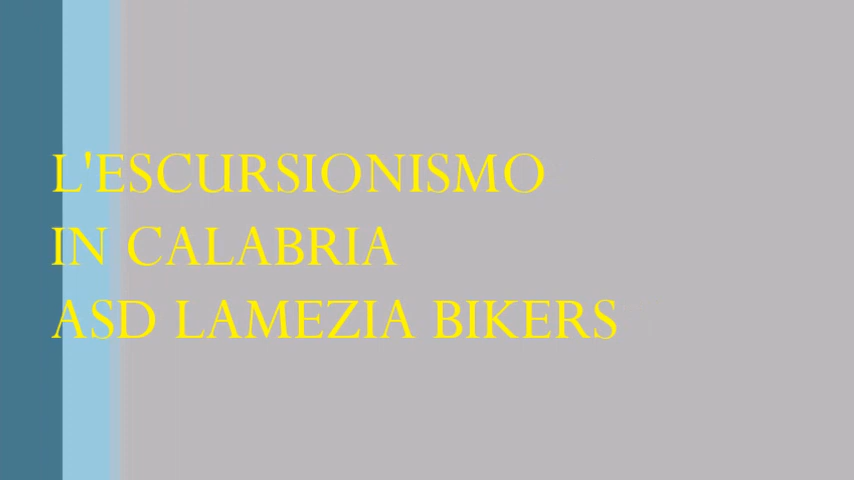 L'ESCURSIONISMO
IN CALABRIA
ASD LAMEZIA BIKERS